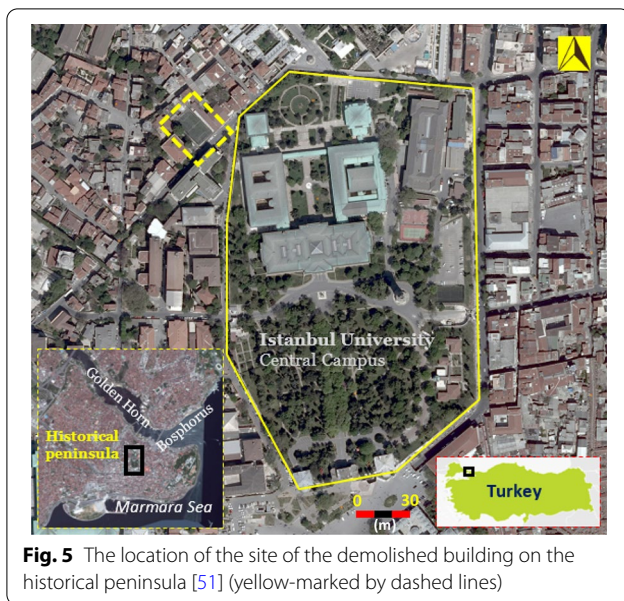 Istanbul University
Central Campus
Golden Horn
Bosphorus
Historical
peninsula
Marmara Sea
0 30
(m)
Turkey
Fig. 5 The location of the site of the demolished building on the
historical peninsula [51] (yellow-marked by dashed lines)